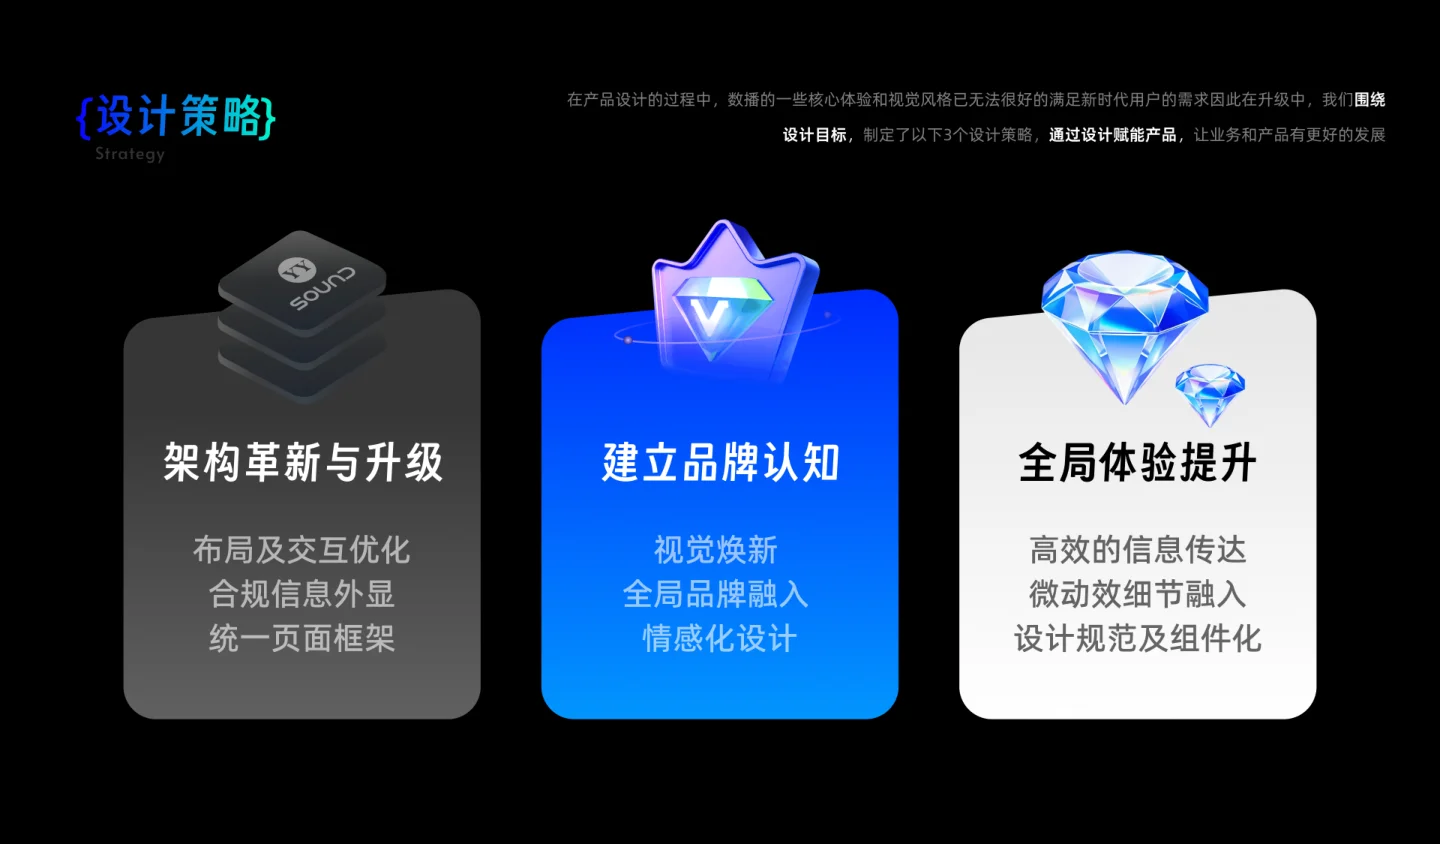 {设计策略}
Strategy
在产品设计的过程中，数播的一些核心体验和视觉风格已无法很好的满足新时代用户的需求因此在升级中，我们围绕
设计目标，制定了以下3个设计策略，通过设计赋能产品，让业务和产品有更好的发展
YY
SOUND
架构革新与升级
布局及交互优化
合规信息外显
统一页面框架
V
建立品牌认知
视觉焕新
全局品牌融入
情感化设计
全局体验提升
高效的信息传达
微动效细节融入
设计规范及组件化